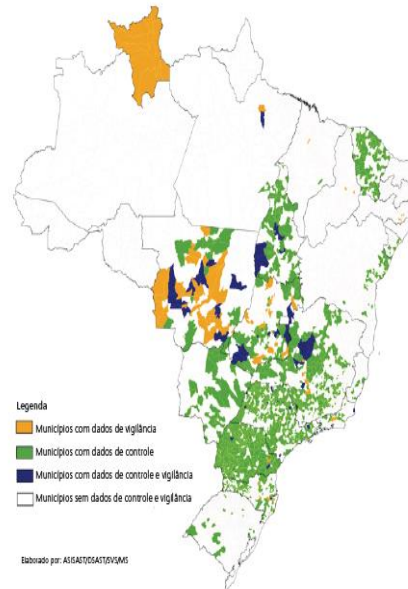 Legenda
Municípios com dados de vigilância
Municípios com dados de controle
Municípios com dados de controle e vigilância
Municípios sem dados de controle e vigilância
Elaborado por: ASISAST/DSAST/SVS/MS